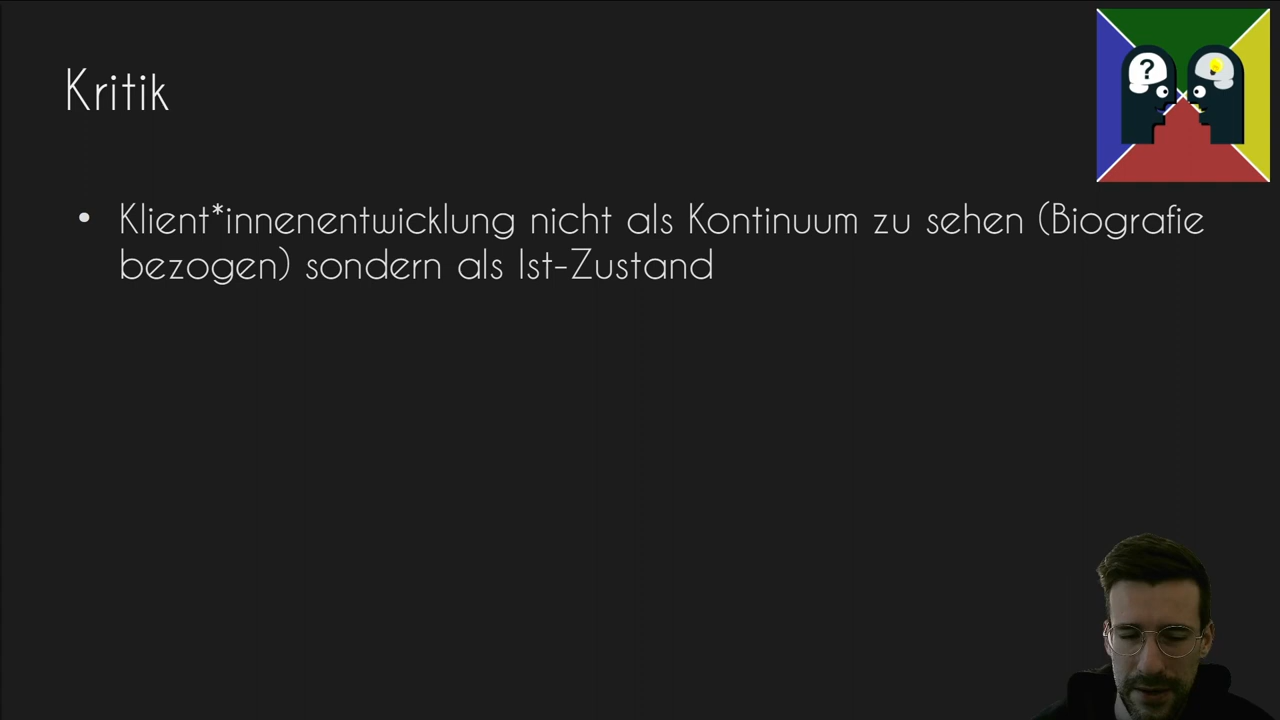 Kritik
?
• Klient*innenentwicklung nicht als Kontinuum zu sehen (Biografie
bezogen) sondern als Ist-Zustand